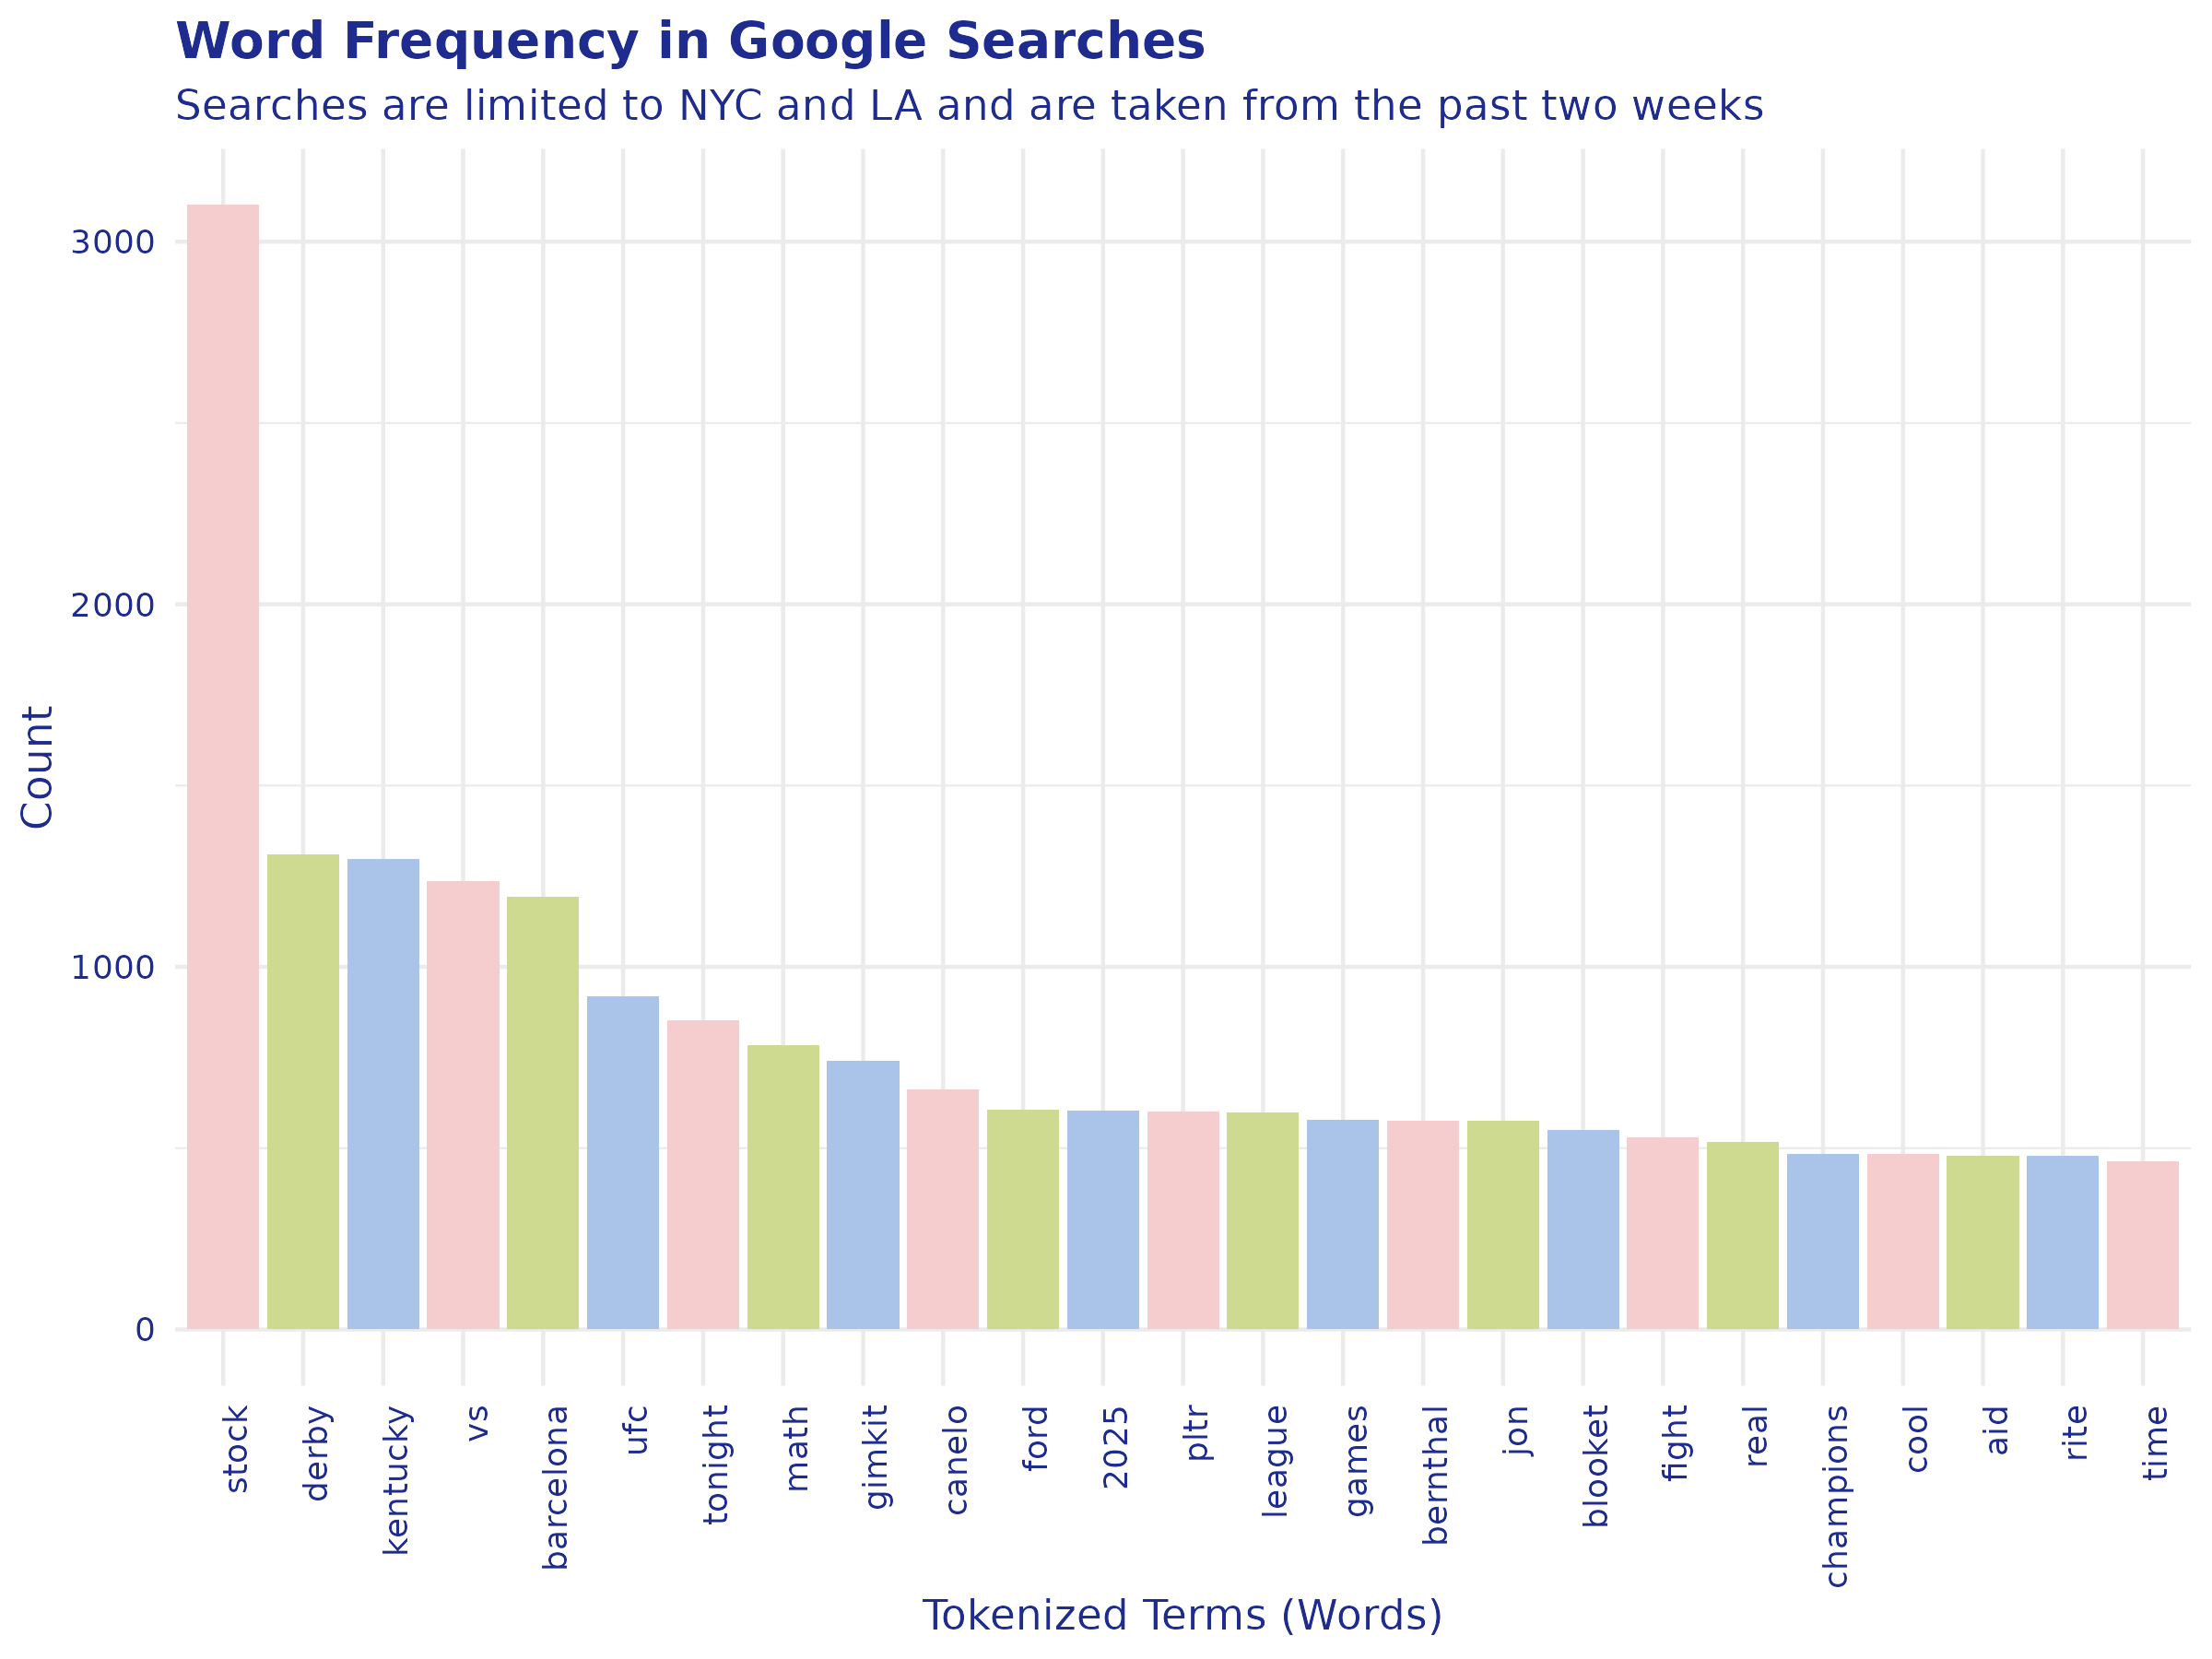 Word Frequency in Google Searches
Searches are limited to NYC and LA and are taken from the past two weeks
Count
3000
2000
1000
0
stock
derby
kentucky
vs
barcelona
ufc
tonight
math
gimkit
canelo
ford
2025
pltr
league
games
bernthal
jon
blooket
fight
real
champions
cool
aid
rite
time
Tokenized Terms (Words)